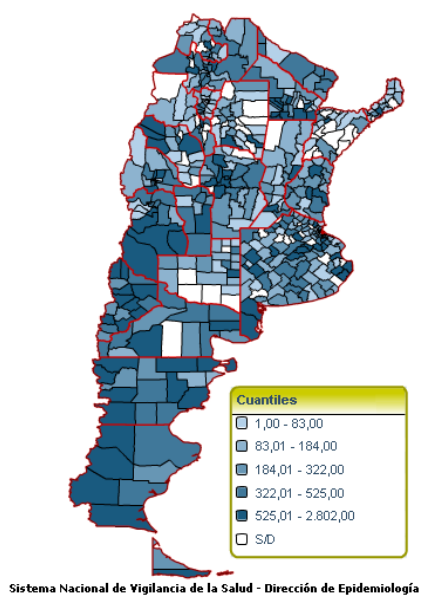 Cuantiles
1,00 - 83,00
83,01 - 184,00
184,01 - 322,00
322,01 - 525,00
525,01 - 2.802,00
S/D
Sistema Nacional de Vigilancia de la Salud - Dirección de Epidemiología